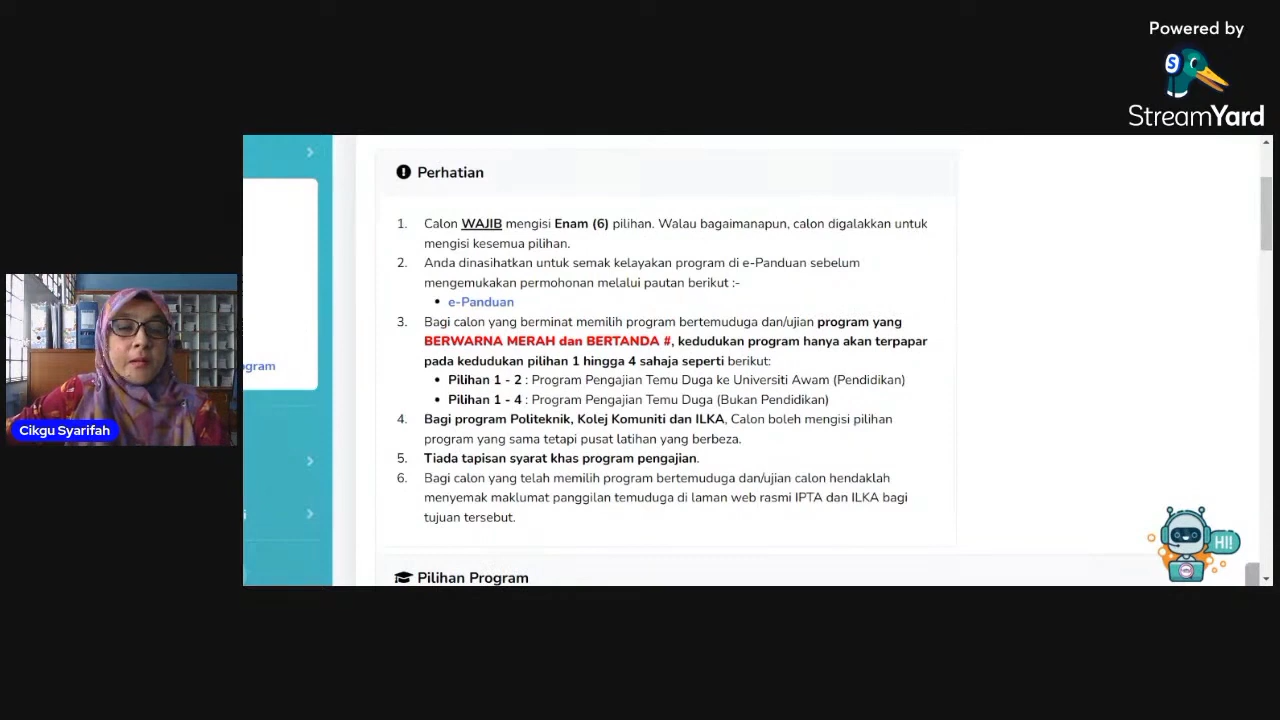 Powered by
S
StreamYard
Perhatian
1. Calon WAJIB mengisi Enam (6) pilihan. Walau bagaimanapun, calon digalakkan untuk
mengisi kesemua pilihan.
2. Anda dinasihatkan untuk semak kelayakan program di e-Panduan sebelum
mengemukakan permohonan melalui pautan berikut :-
• e-Panduan
3. Bagi calon yang berminat memilih program bertemuduga dan/ujian program yang
BERWARNA MERAH dan BERTANDA #, kedudukan program hanya akan terpapar
pada kedudukan pilihan 1 hingga 4 sahaja seperti berikut:
• Pilihan 1 - 2 : Program Pengajian Temu Duga ke Universiti Awam (Pendidikan)
• Pilihan 1 - 4 : Program Pengajian Temu Duga (Bukan Pendidikan)
4. Bagi program Politeknik, Kolej Komuniti dan ILKA, Calon boleh mengisi pilihan
program yang sama tetapi pusat latihan yang berbeza.
5. Tiada tapisan syarat khas program pengajian.
6. Bagi calon yang telah memilih program bertemuduga dan/ujian calon hendaklah
menyemak maklumat panggilan temuduga di laman web rasmi IPTA dan ILKA bagi
tujuan tersebut.
Pilihan Program
gram
i
Cikgu Syarifah
HI!